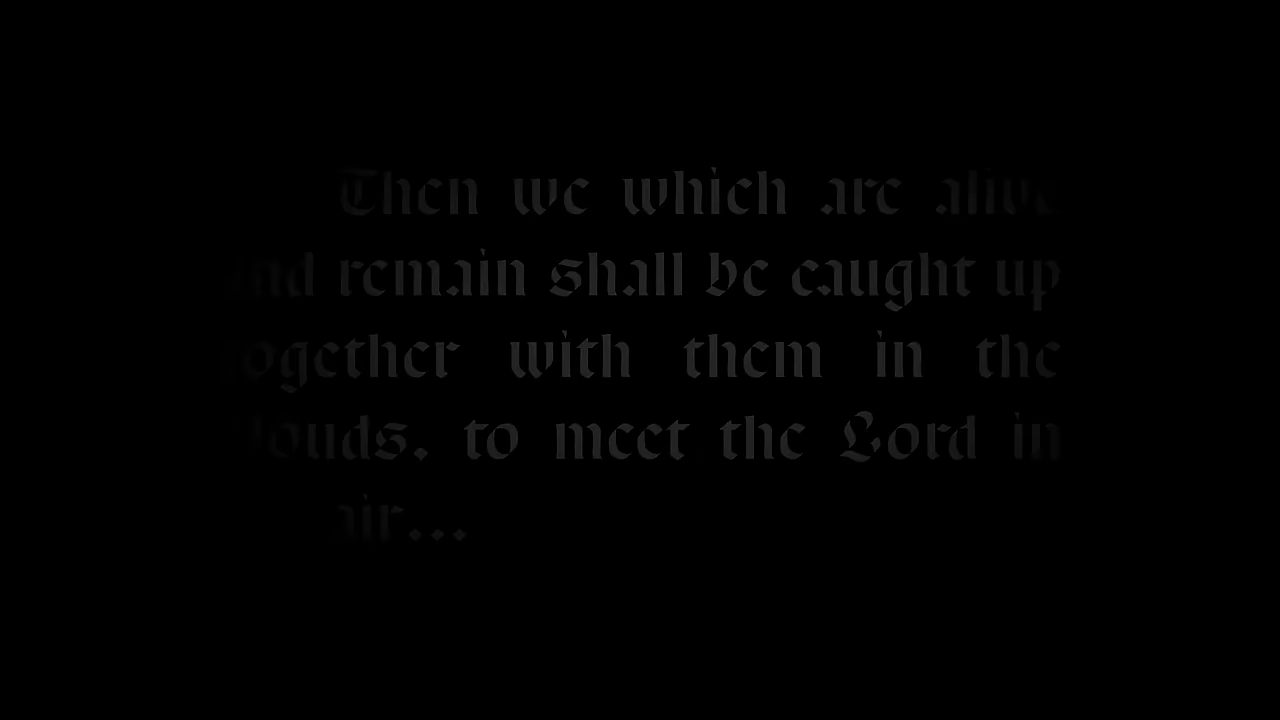 Then we which are alive
and remain shall be caught up
together with them in the
clouds. to meet the Lord in
air...